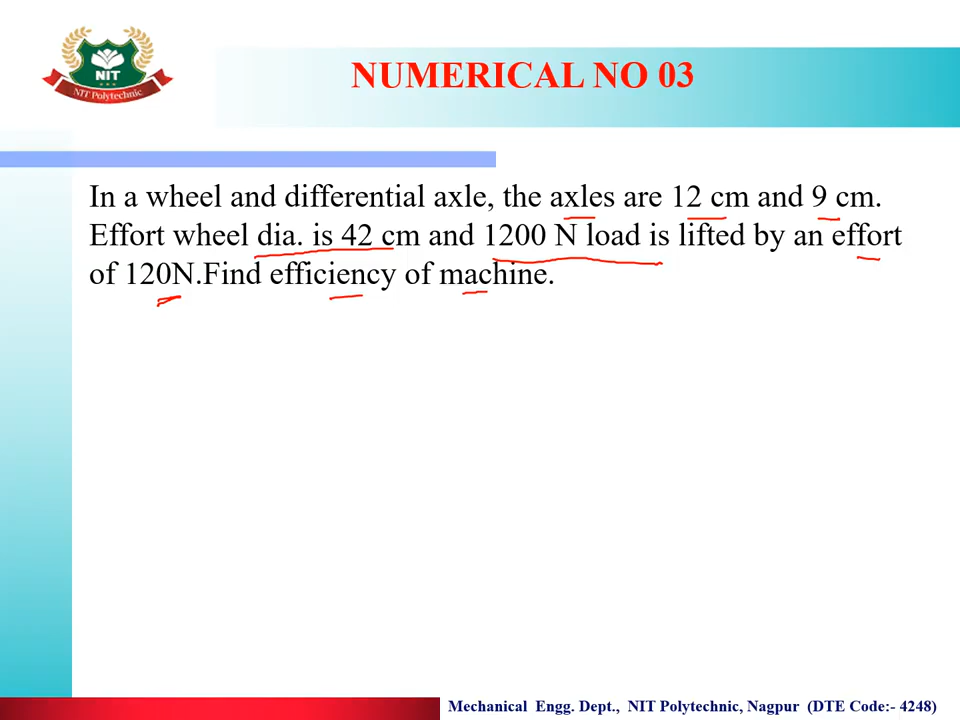 NIT
NIT Polytechnic
NUMERICAL NO 03
In a wheel and differential axle, the axles are 12 cm and 9 cm.
Effort wheel dia. is 42 cm and 1200 N load is lifted by an effort
of 120N.Find efficiency of machine.
Mechanical Engg. Dept., NIT Polytechnic, Nagpur (DTE Code:- 4248)